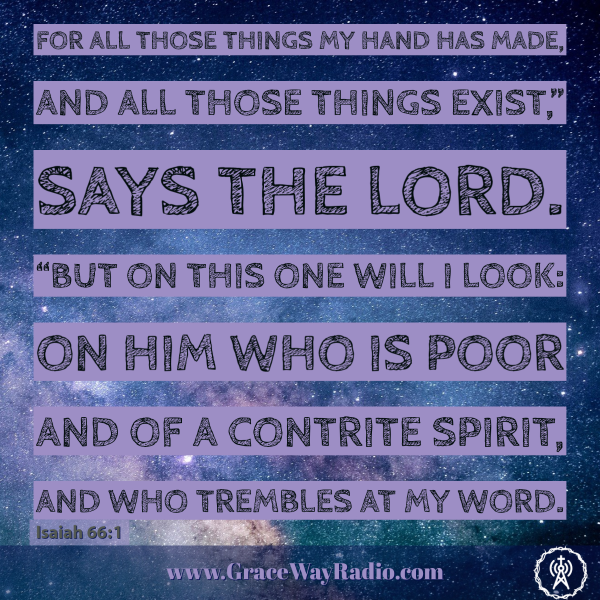 FOR ALL THOSE THINGS MY HAND HAS MADE,
AND ALL THOSE THINGS EXIST,”
SAYS THE LORD.
“BUT ON THIS ONE WILL I LOOK:
ON HIM WHO IS POOR
AND OF A CONTRITE SPIRIT,
AND WHO TREMBLES AT MY WORD.
Isaiah 66:1
www.GraceWayRadio.com